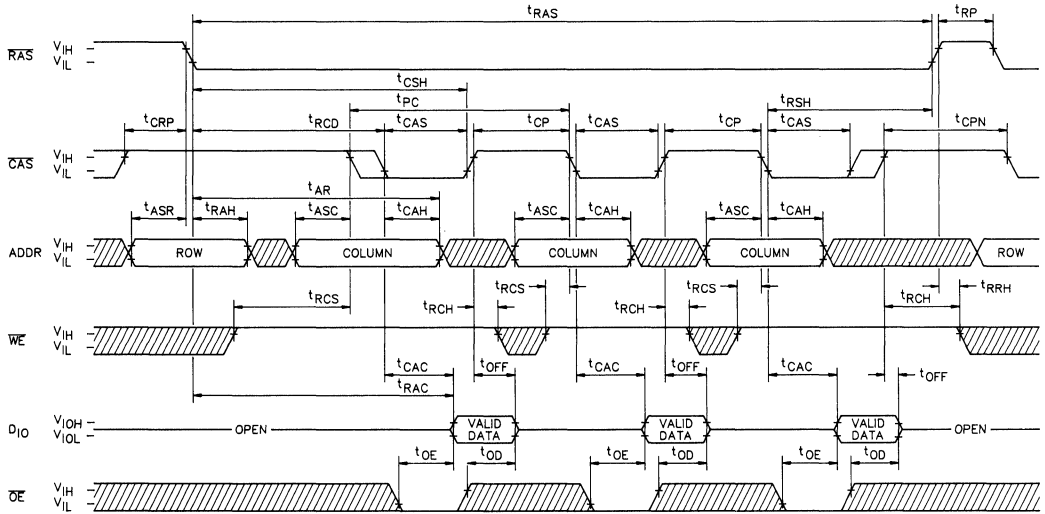 tRAS tRP
RAS VIH VIL
tCSH
tPC tRSH
tCRP tRCD tCAS tCP tCAS tCP tCAS tCPN
CAS VIH VIL
tAR
tASR tRAH tASC tCAH tASC tCAH tASC tCAH
ADDR VIH VIL ROW COLUMN COLUMN COLUMN ROW
tRCS tRCH tRCS tRCH tRCS tRCH tRRH
WE VIH VIL
tCAC tOFF tCAC tOFF tCAC tOFF
tRAC
DIO VIOH VIOL OPEN VALID DATA VALID DATA VALID DATA OPEN
tOE tOD tOE tOD tOE tOD
OE VIH VIL